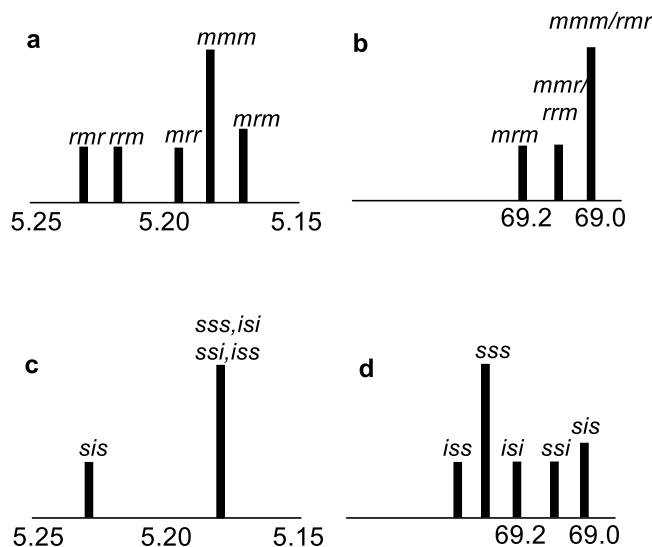 a
mmm
rmr rrm mrr mrm
5.25 5.20 5.15
b
mmm/rmr
mmr/
rrm
mrm
69.2 69.0
c
sss,isi
ssi,iss
sis
5.25 5.20 5.15
d
sss
iss isi ssi sis
69.2 69.0